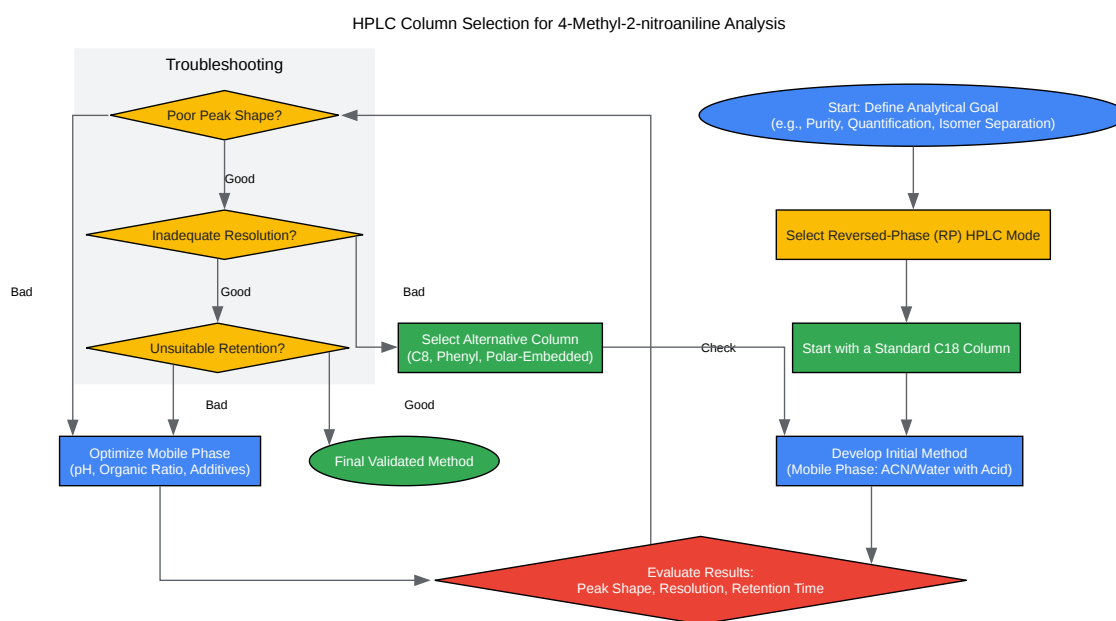 HPLC Column Selection for 4-Methyl-2-nitroaniline Analysis
Troubleshooting
Poor Peak Shape?
Start: Define Analytical Goal
(e.g., Purity, Quantification, Isomer Separation)
Good
Inadequate Resolution?
Select Reversed-Phase (RP) HPLC Mode
Bad
Good
Bad
Unsuitable Retention?
Select Alternative Column
(C8, Phenyl, Polar-Embedded)
Check
Start with a Standard C18 Column
Bad
Good
Optimize Mobile Phase
(pH, Organic Ratio, Additives)
Final Validated Method
Develop Initial Method
(Mobile Phase: ACN/Water with Acid)
Evaluate Results:
Peak Shape, Resolution, Retention Time